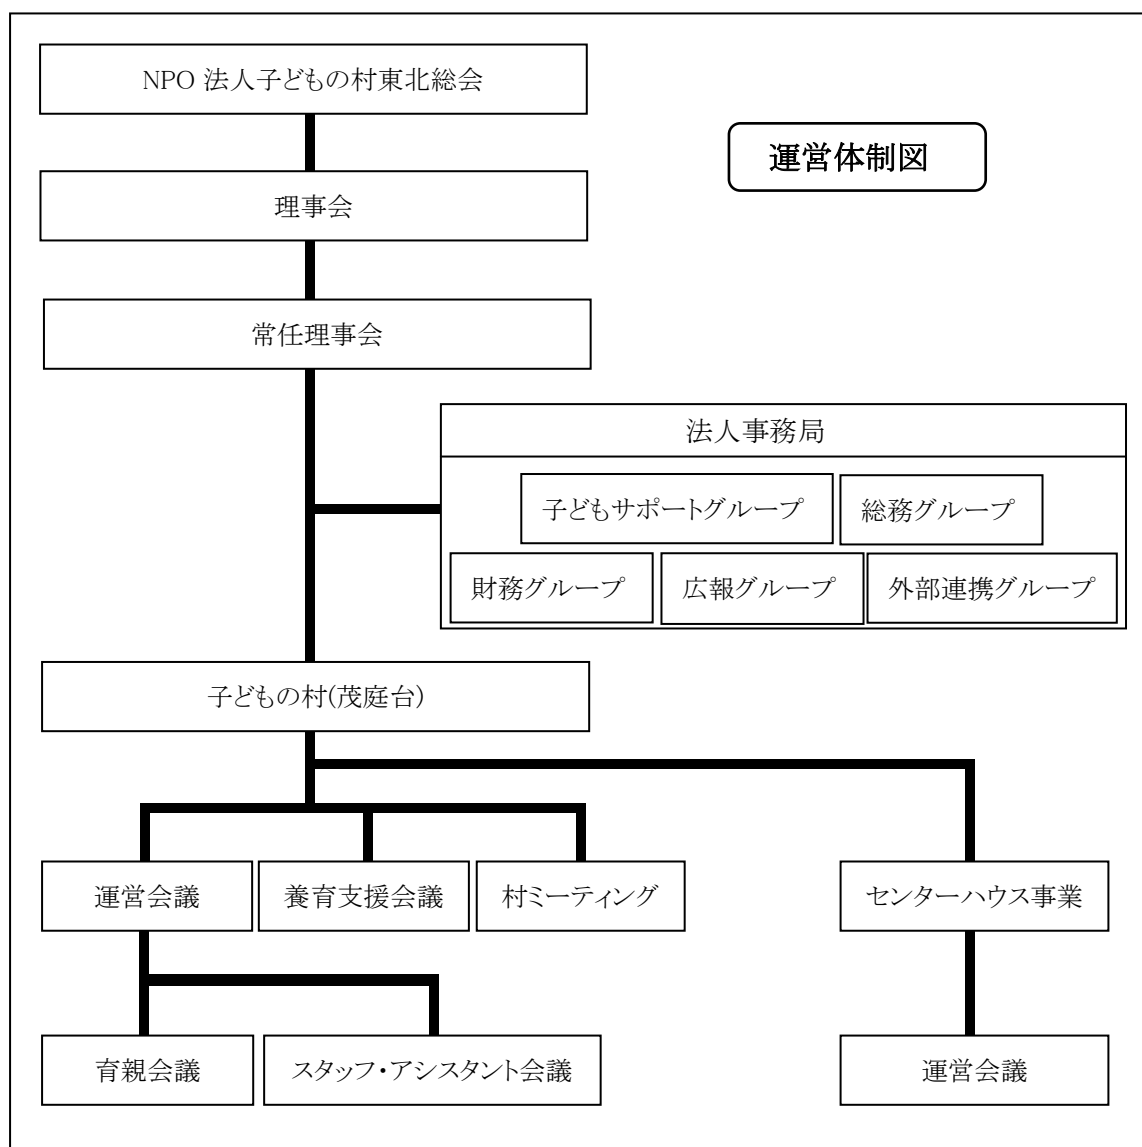 NPO 法人子どもの村東北総会
運営体制図
理事会
常任理事会
法人事務局
子どもサポートグループ
総務グループ
財務グループ
広報グループ
外部連携グループ
子どもの村(茂庭台)
運営会議
養育支援会議
村ミーティング
センターハウス事業
育親会議
スタッフ・アシスタント会議
運営会議